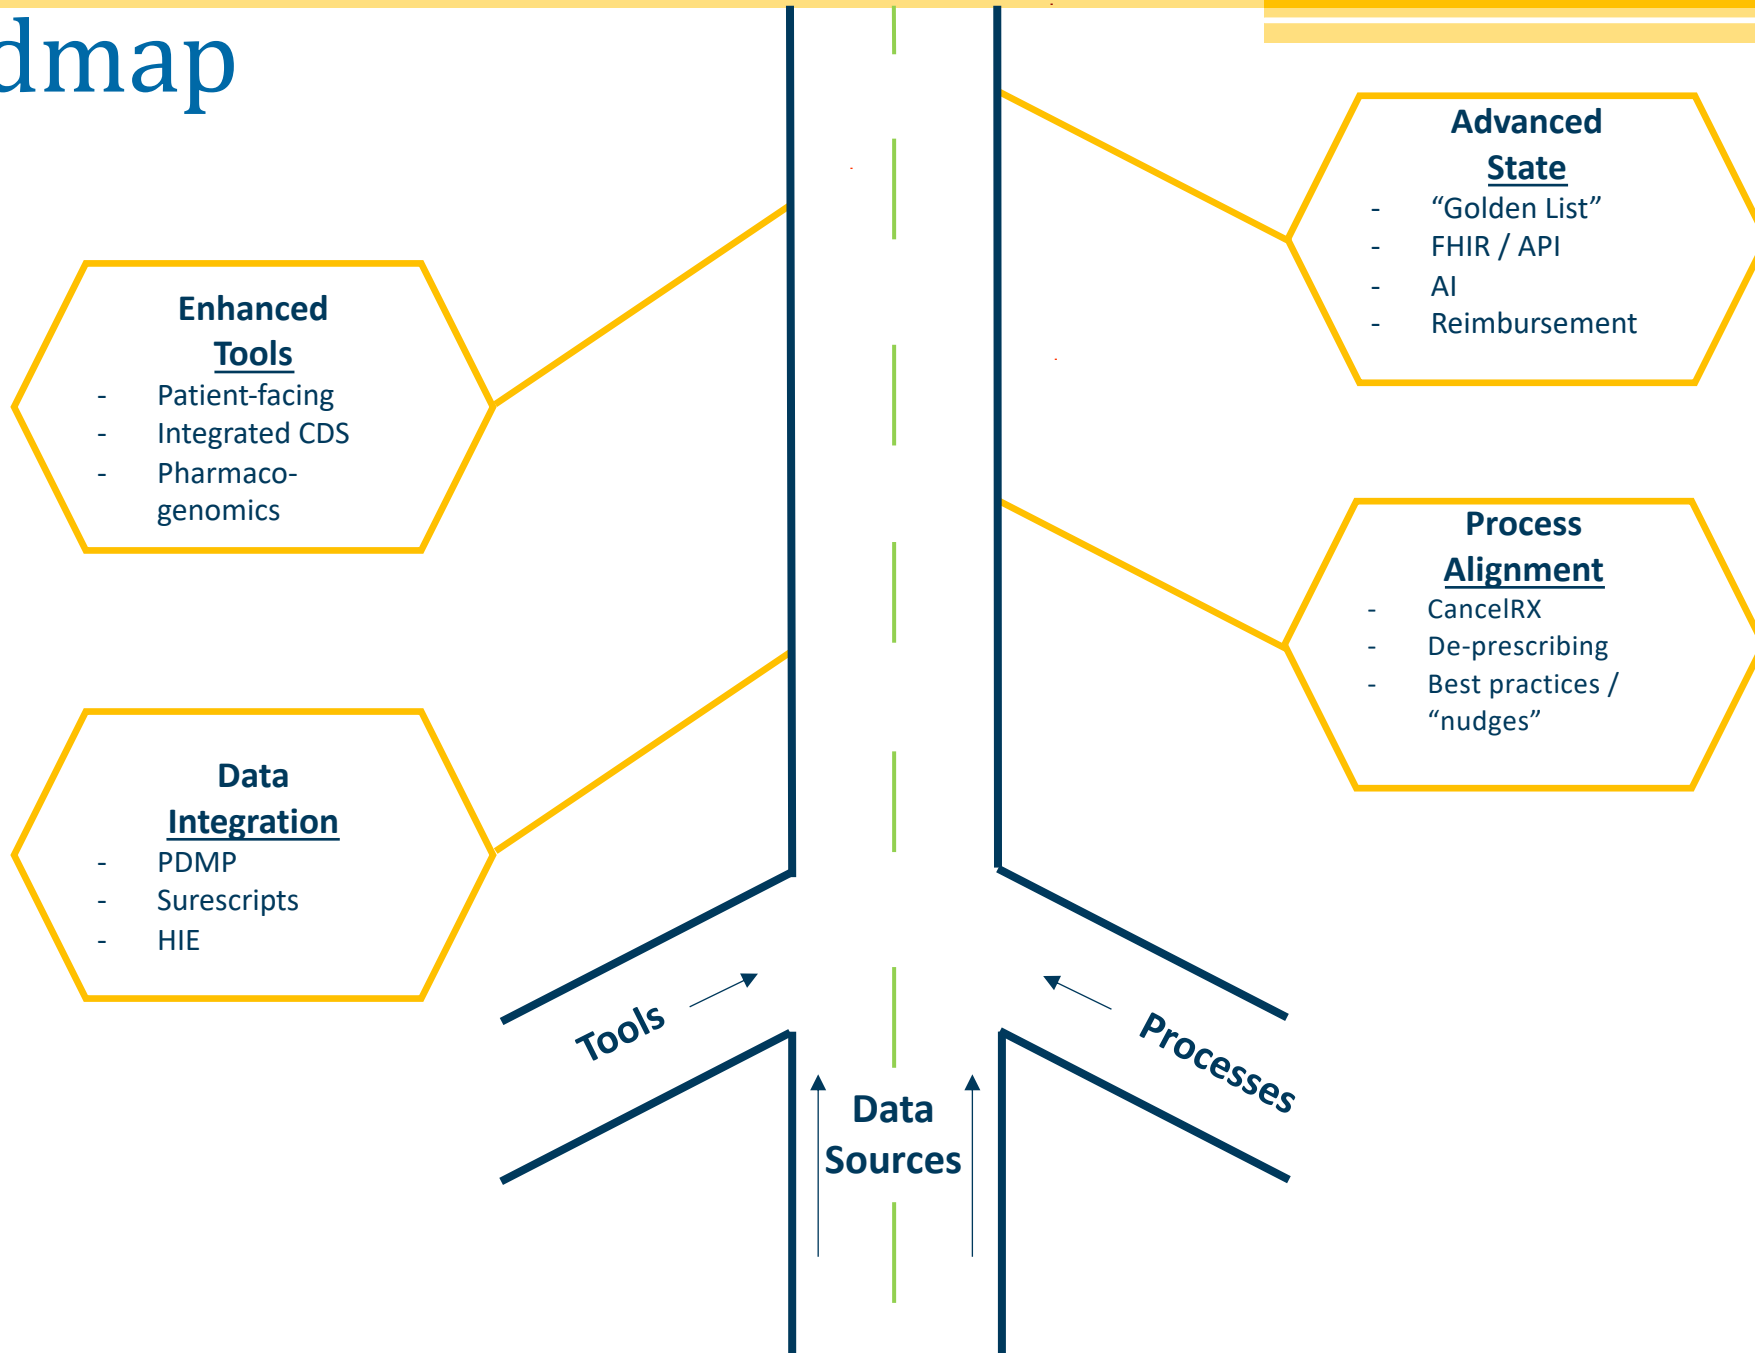 dmap
Enhanced
Tools
- Patient-facing
- Integrated CDS
- Pharmaco-
genomics
Data
Integration
- PDMP
- Surescripts
- HIE
Advanced
State
- “Golden List”
- FHIR / API
- AI
- Reimbursement
Process
Alignment
- CancelRX
- De-prescribing
- Best practices /
“nudges”
Tools
Processes
Data
Sources